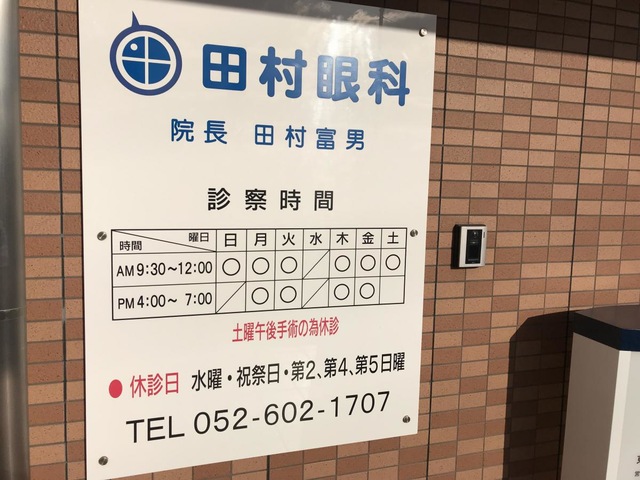 田村眼科
院長 田村富男
診察時間
時間 曜日 日 月 火 水 木 金 土
AM 9:30～12:00 ○ ○ ○ ／ ○ ○ ○
PM 4:00～ 7:00 ／ ○ ○ ／ ○ ○
土曜午後手術の為休診
● 休診日 水曜・祝祭日・第2、第4、第5日曜
TEL 052-602-1707